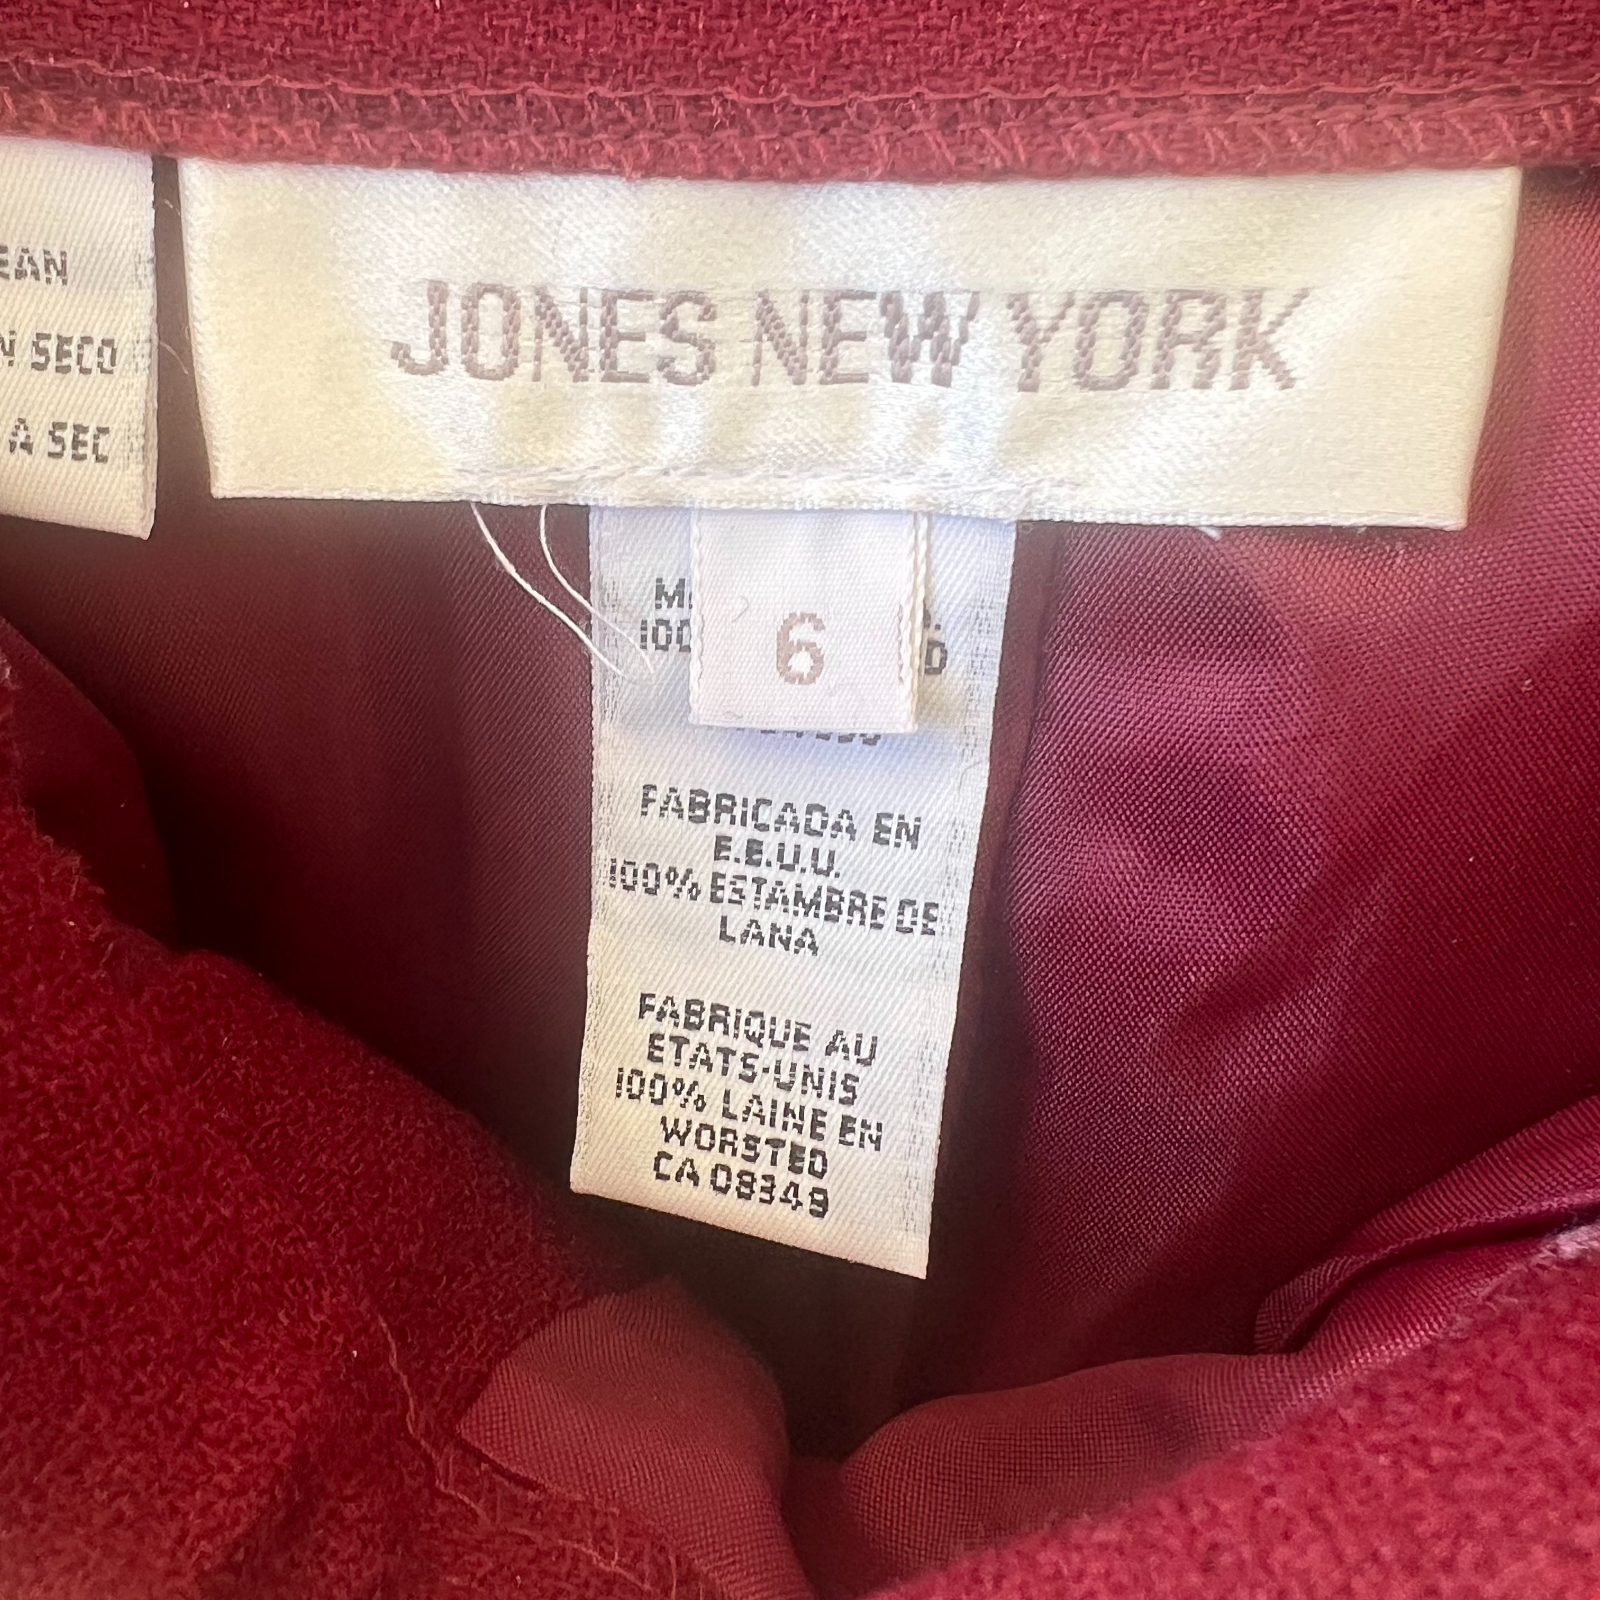 JONES NEW YORK
6
SECO
A SEC
FABRICADA EN
E.E.U.U.
100% ESTAMBRE DE
LANA
FABRIQUE AU
ETATS-UNIS
100% LAINE EN
WORSTED
CA 08349